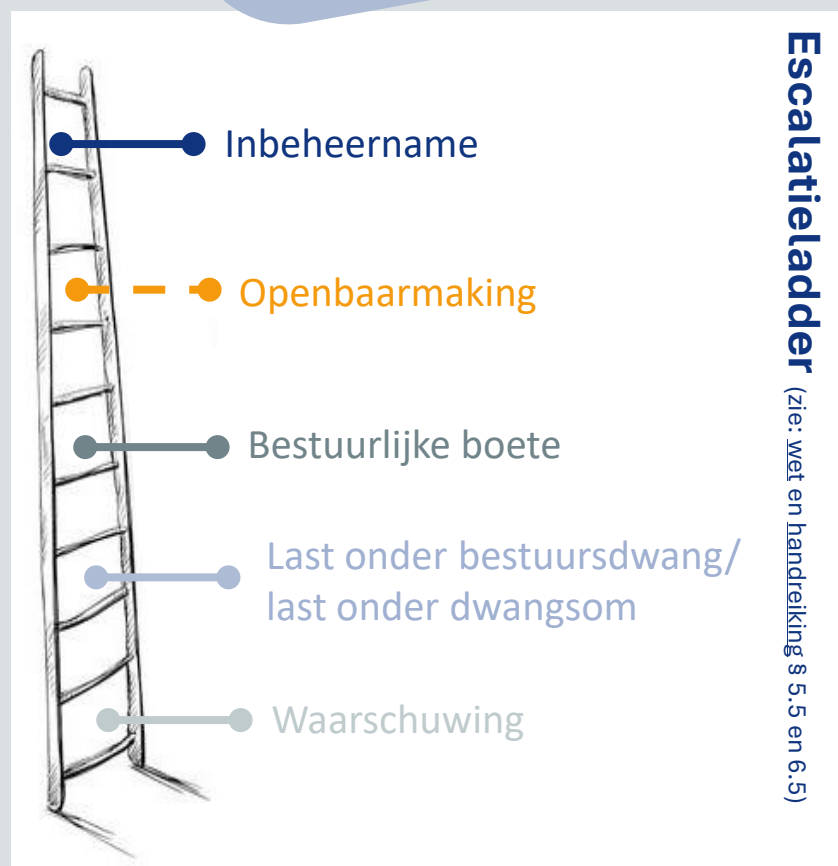 Escalatieladder (zie: wet en handreiking § 5.5 en 6.5)
Inbeheername
Openbaarmaking
Bestuurlijke boete
Last onder bestuursdwang/
last onder dwangsom
Waarschuwing